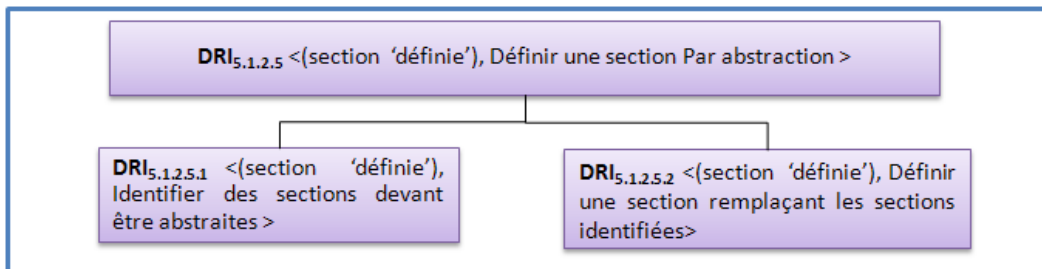 DRI5.1.2.5 <(section ‘définie’), Définir une section Par abstraction >
DRI5.1.2.5.1 <(section ‘définie’),
Identifier des sections devant
être abstraites >
DRI5.1.2.5.2 <(section ‘définie’), Définir
une section remplaçant les sections
identifiées>